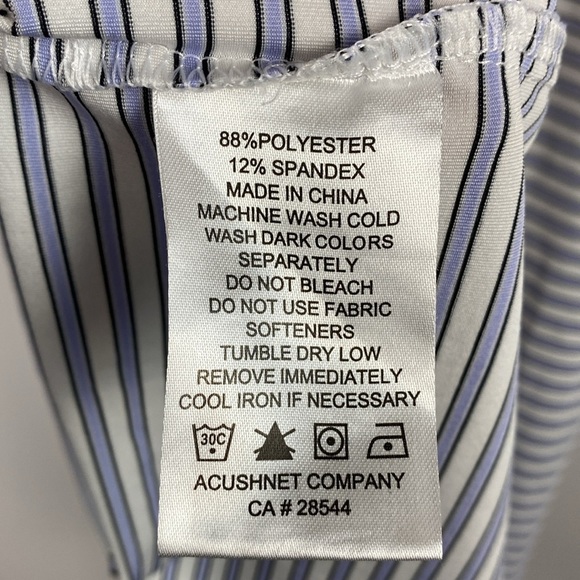 88%POLYESTER
12% SPANDEX
MADE IN CHINA
MACHINE WASH COLD
WASH DARK COLORS
SEPARATELY
DO NOT BLEACH
DO NOT USE FABRIC
SOFTENERS
TUMBLE DRY LOW
REMOVE IMMEDIATELY
COOL IRON IF NECESSARY
30C
ACUSHNET COMPANY
CA # 28544